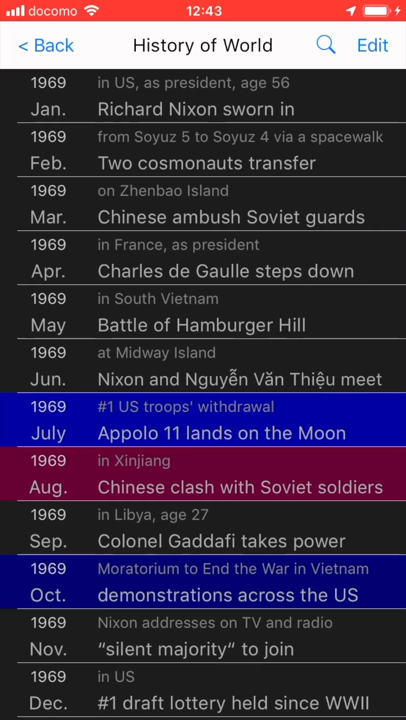 docomo 12:43
< Back History of World Edit
1969 in US, as president, age 56
Jan. Richard Nixon sworn in
1969 from Soyuz 5 to Soyuz 4 via a spacewalk
Feb. Two cosmonauts transfer
1969 on Zhenbao Island
Mar. Chinese ambush Soviet guards
1969 in France, as president
Apr. Charles de Gaulle steps down
1969 in South Vietnam
May Battle of Hamburger Hill
1969 at Midway Island
Jun. Nixon and Nguyễn Văn Thiệu meet
1969 #1 US troops' withdrawal
July Appolo 11 lands on the Moon
1969 in Xinjiang
Aug. Chinese clash with Soviet soldiers
1969 in Libya, age 27
Sep. Colonel Gaddafi takes power
1969 Moratorium to End the War in Vietnam
Oct. demonstrations across the US
1969 Nixon addresses on TV and radio
Nov. “silent majority“ to join
1969 in US
Dec. #1 draft lottery held since WWII